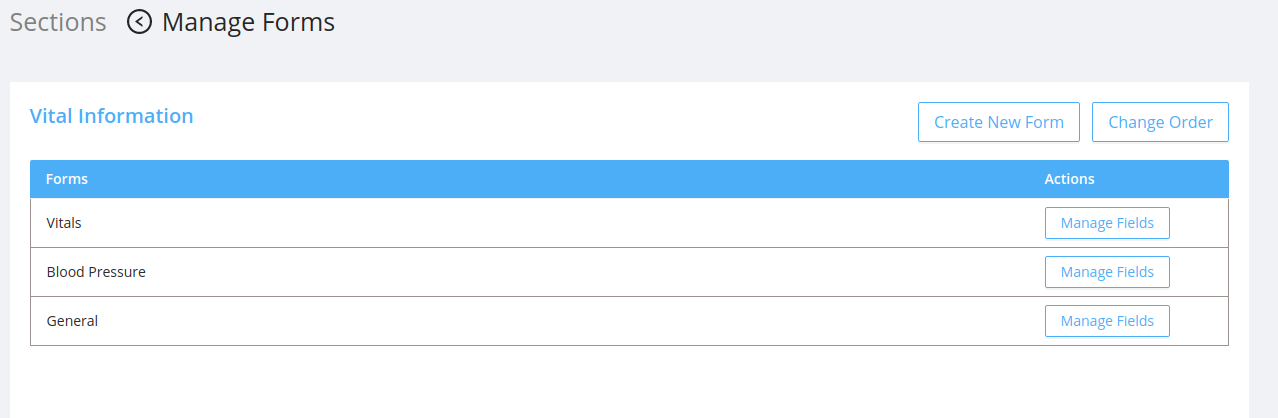 Sections Manage Forms
Vital Information
Create New Form Change Order
Forms Actions
Vitals Manage Fields
Blood Pressure Manage Fields
General Manage Fields